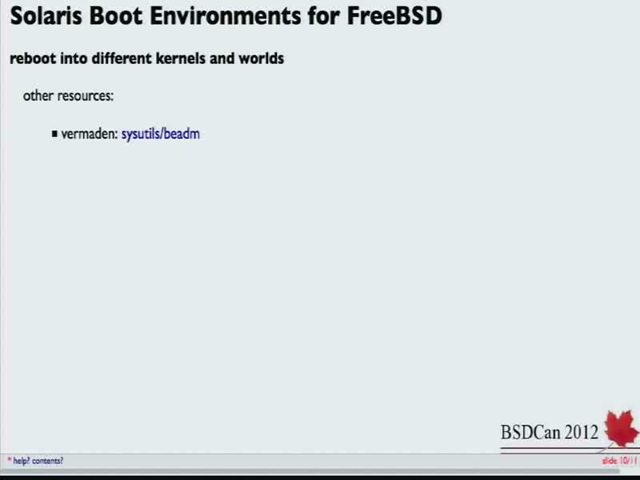 Solaris Boot Environments for FreeBSD
reboot into different kernels and worlds
other resources:
■ vermaden: sysutils/beadm
BSDCan 2012
* help? contents?
slide 10/11